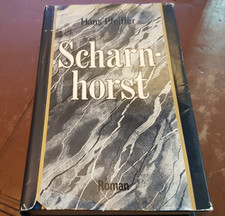 Hans Pfeiffer
Scharn-
horst
Roman